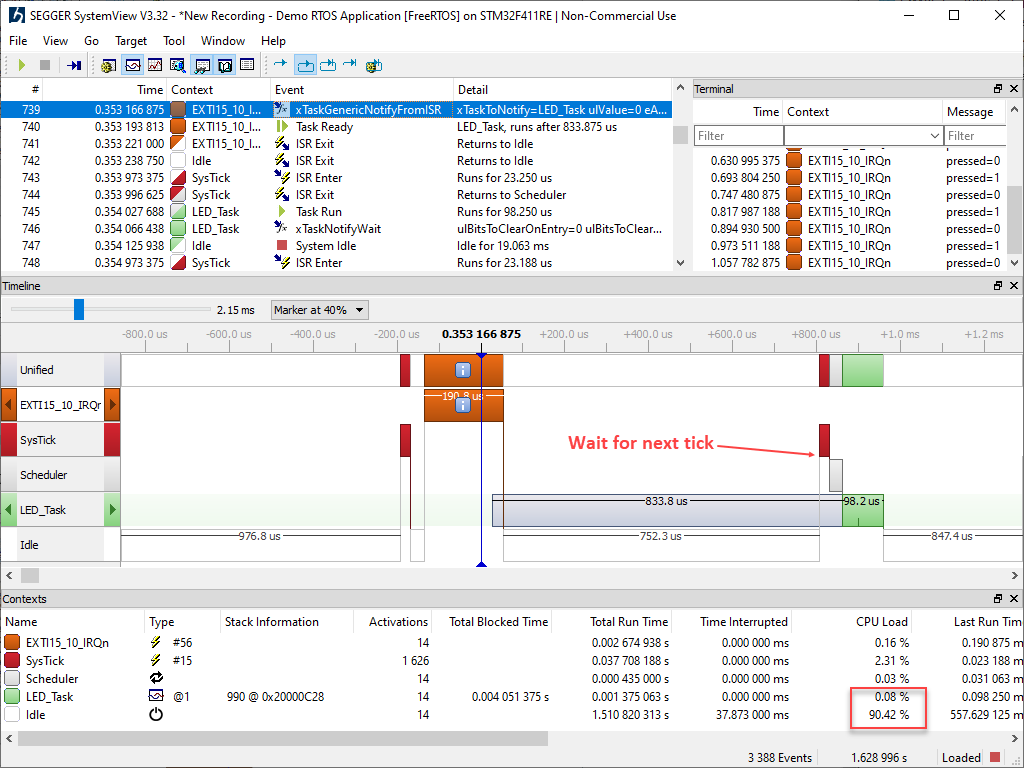 SEGGER SystemView V3.32 - *New Recording - Demo RTOS Application [FreeRTOS] on STM32F411RE | Non-Commercial Use
File View Go Target Tool Window Help
# Time Context Event Detail
739 0.353 166 875 EXTI15_10_I... xTaskGenericNotifyFromISR xTaskToNotify=LED_Task ulValue=0 eA...
740 0.353 193 813 EXTI15_10_I... Task Ready LED_Task, runs after 833.875 us
741 0.353 221 000 EXTI15_10_I... ISR Exit Returns to Idle
742 0.353 238 750 Idle ISR Exit Returns to Idle
743 0.353 973 375 SysTick ISR Enter Runs for 23.250 us
744 0.353 996 625 SysTick ISR Exit Returns to Scheduler
745 0.354 027 688 LED_Task Task Run Runs for 98.250 us
746 0.354 066 438 LED_Task xTaskNotifyWait ulBitsToClearOnEntry=0 ulBitsToClear...
747 0.354 125 938 Idle System Idle Idle for 19.063 ms
748 0.354 973 375 SysTick ISR Enter Runs for 23.188 us
Terminal
Time Context Message
Filter Filter
0.630 995 375 EXTI15_10_IRQn pressed=0
0.693 804 250 EXTI15_10_IRQn pressed=1
0.747 480 875 EXTI15_10_IRQn pressed=0
0.817 987 188 EXTI15_10_IRQn pressed=1
0.894 930 500 EXTI15_10_IRQn pressed=0
0.973 511 188 EXTI15_10_IRQn pressed=1
1.057 782 875 EXTI15_10_IRQn pressed=0
Timeline
2.15 ms Marker at 40%
-800.0 us -600.0 us -400.0 us -200.0 us 0.353 166 875 +200.0 us +400.0 us +600.0 us +800.0 us +1.0 ms +1.2 ms
Unified
EXTI15_10_IRQn 190.8 us
SysTick
Wait for next tick
Scheduler
LED_Task 833.8 us 98.2 us
Idle 976.8 us 752.3 us 847.4 us
Contexts
Name Type Stack Information Activations Total Blocked Time Total Run Time Time Interrupted CPU Load Last Run Time
EXTI15_10_IRQn #56 14 0.002 674 938 s 0.000 000 ms 0.16 % 0.190 875 m
SysTick #15 1 626 0.037 708 188 s 0.000 000 ms 2.31 % 0.023 188 m
Scheduler 14 0.000 435 000 s 0.000 000 ms 0.03 % 0.031 063 m
LED_Task @1 990 @ 0x20000C28 14 0.004 051 375 s 0.001 375 063 s 0.000 000 ms 0.08 % 0.098 250 m
Idle 14 1.510 820 313 s 37.873 000 ms 90.42 % 557.629 125 m
3 388 Events 1.628 996 s Loaded